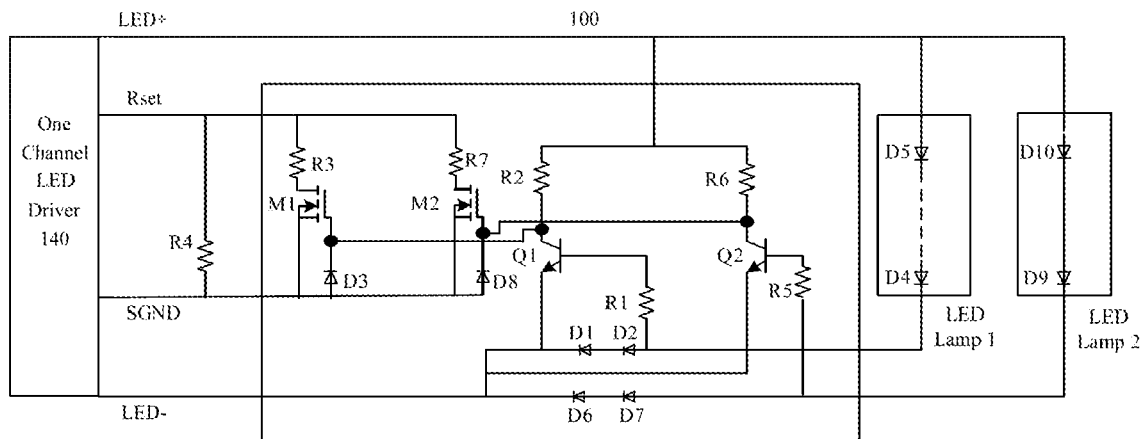 LED+
100
Rset
One
Channel
LED
Driver
140
R3
R7
R2
R6
D5
D10
M1
M2
R4
Q1
Q2
D3
D8
R1
R5
D4
D9
SGND
D1
D2
LED
Lamp 1
LED
Lamp 2
LED-
D6
D7